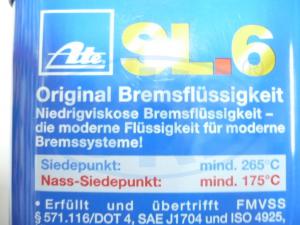 Ate
SL.6
Original Bremsflüssigkeit
Niedrigviskose Bremsflüssigkeit –
die moderne Flüssigkeit für moderne
Bremssysteme!
Siedepunkt: mind. 265°C
Nass-Siedepunkt: mind. 175°C
• Erfüllt und übertrifft FMVSS
§ 571.116/DOT 4, SAE J1704 und ISO 4925,